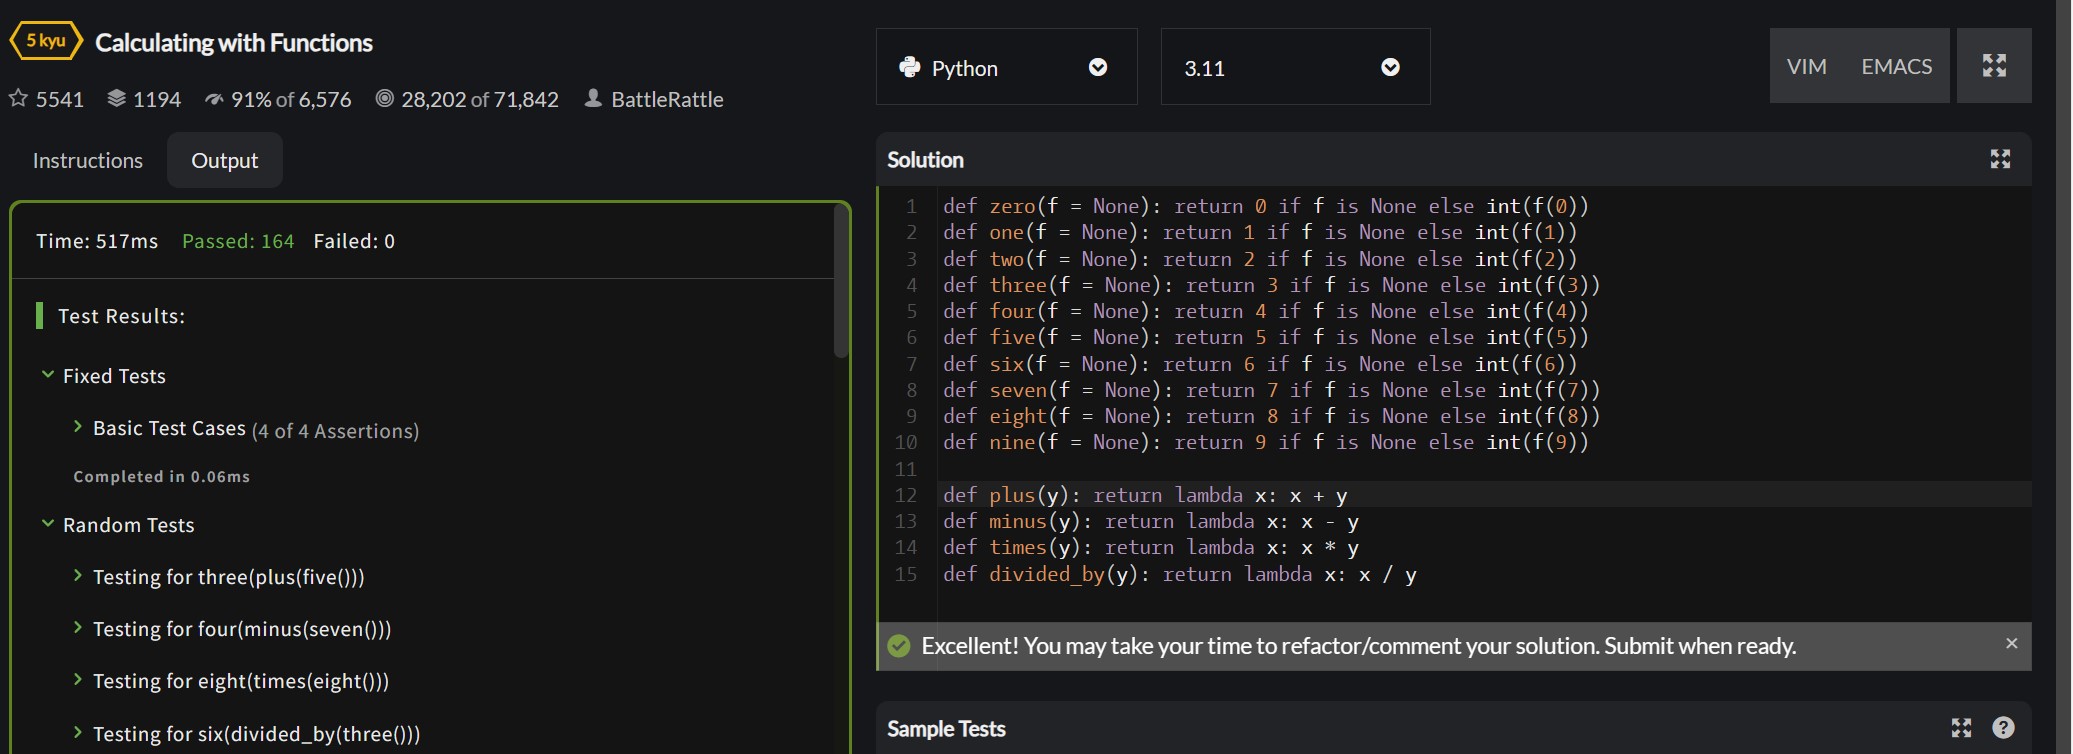 5 kyu Calculating with Functions
5541 1194 91% of 6,576 28,202 of 71,842 BattleRattle
Instructions Output
Time: 517ms Passed: 164 Failed: 0
Test Results:
Fixed Tests
Basic Test Cases (4 of 4 Assertions)
Completed in 0.06ms
Random Tests
Testing for three(plus(five()))
Testing for four(minus(seven()))
Testing for eight(times(eight()))
Testing for six(divided_by(three()))
Python 3.11 VIM EMACS
Solution
1 def zero(f = None): return 0 if f is None else int(f(0))
2 def one(f = None): return 1 if f is None else int(f(1))
3 def two(f = None): return 2 if f is None else int(f(2))
4 def three(f = None): return 3 if f is None else int(f(3))
5 def four(f = None): return 4 if f is None else int(f(4))
6 def five(f = None): return 5 if f is None else int(f(5))
7 def six(f = None): return 6 if f is None else int(f(6))
8 def seven(f = None): return 7 if f is None else int(f(7))
9 def eight(f = None): return 8 if f is None else int(f(8))
10 def nine(f = None): return 9 if f is None else int(f(9))
11
12 def plus(y): return lambda x: x + y
13 def minus(y): return lambda x: x - y
14 def times(y): return lambda x: x * y
15 def divided_by(y): return lambda x: x / y
Excellent! You may take your time to refactor/comment your solution. Submit when ready. ×
Sample Tests ?